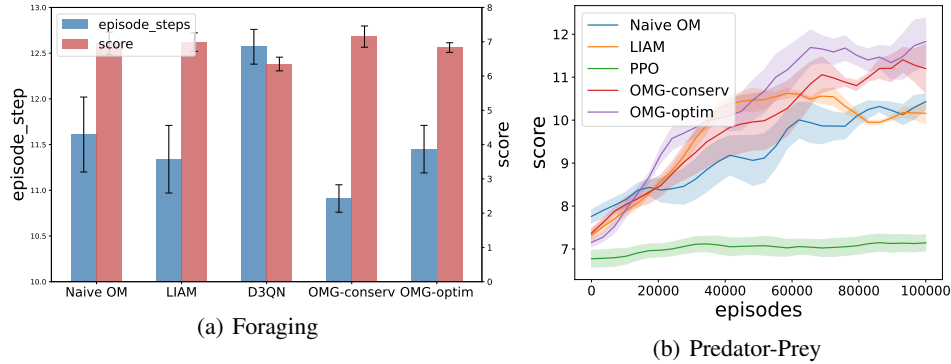 13.0
12.5
12.0
11.5
11.0
10.5
10.0
episode_step
episode_steps
score
8
7
6
5
4
3
2
1
0
score
Naive OM LIAM D3QN OMG-conserv OMG-optim
(a) Foraging
12
11
10
9
8
7
score
Naive OM
LIAM
PPO
OMG-conserv
OMG-optim
0 20000 40000 60000 80000 100000
episodes
(b) Predator-Prey